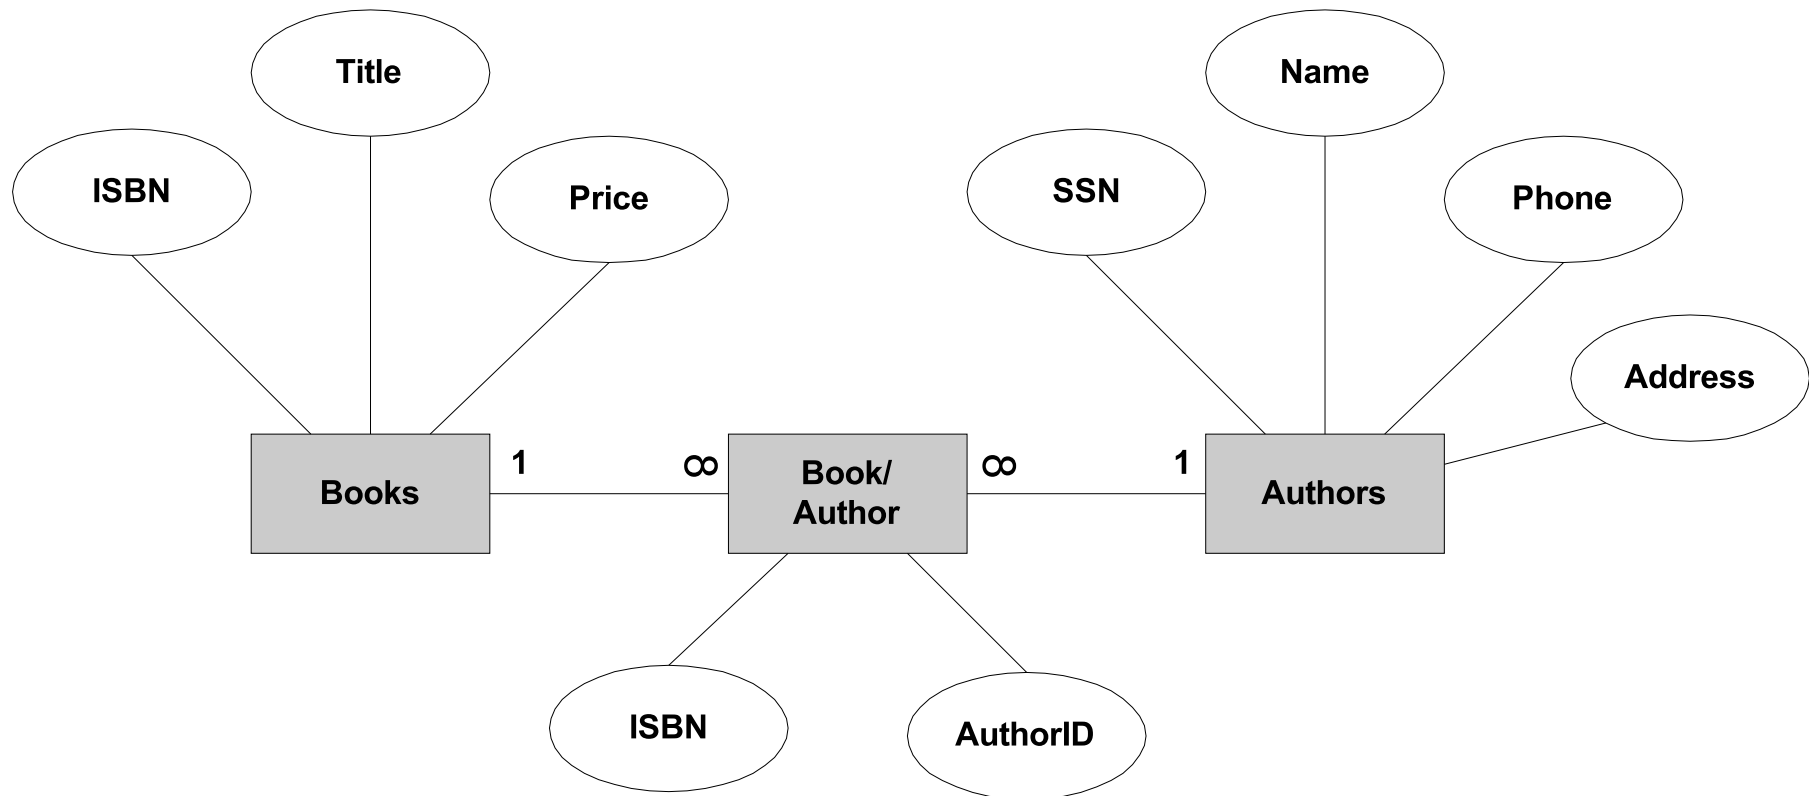 Title
Name
ISBN
Price
SSN
Phone
Address
1
∞
∞
1
Books
Book/
Author
Authors
ISBN
AuthorID